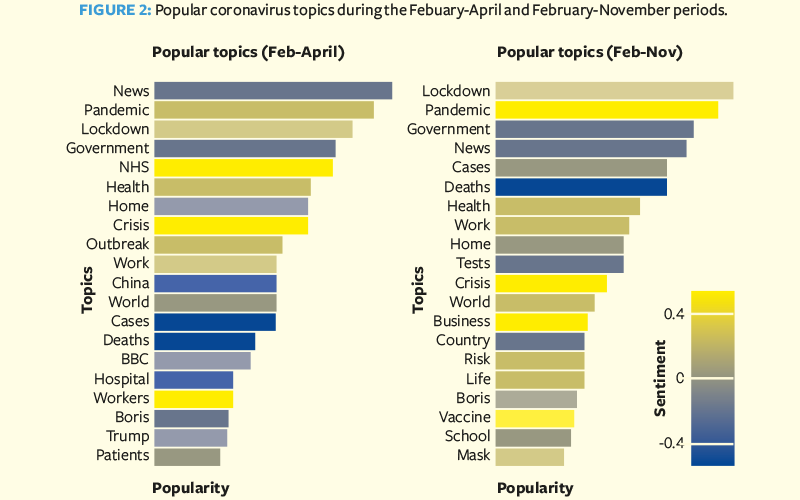 FIGURE 2: Popular coronavirus topics during the Febuary-April and February-November periods.
Popular topics (Feb-April)
News
Pandemic
Lockdown
Government
NHS
Health
Home
Crisis
Outbreak
Work
China
World
Cases
Deaths
BBC
Hospital
Workers
Boris
Trump
Patients
Topics
Popularity
Popular topics (Feb-Nov)
Lockdown
Pandemic
Government
News
Cases
Deaths
Health
Work
Home
Tests
Crisis
World
Business
Country
Risk
Life
Boris
Vaccine
School
Mask
Topics
Popularity
Sentiment
0.4
0
-0.4